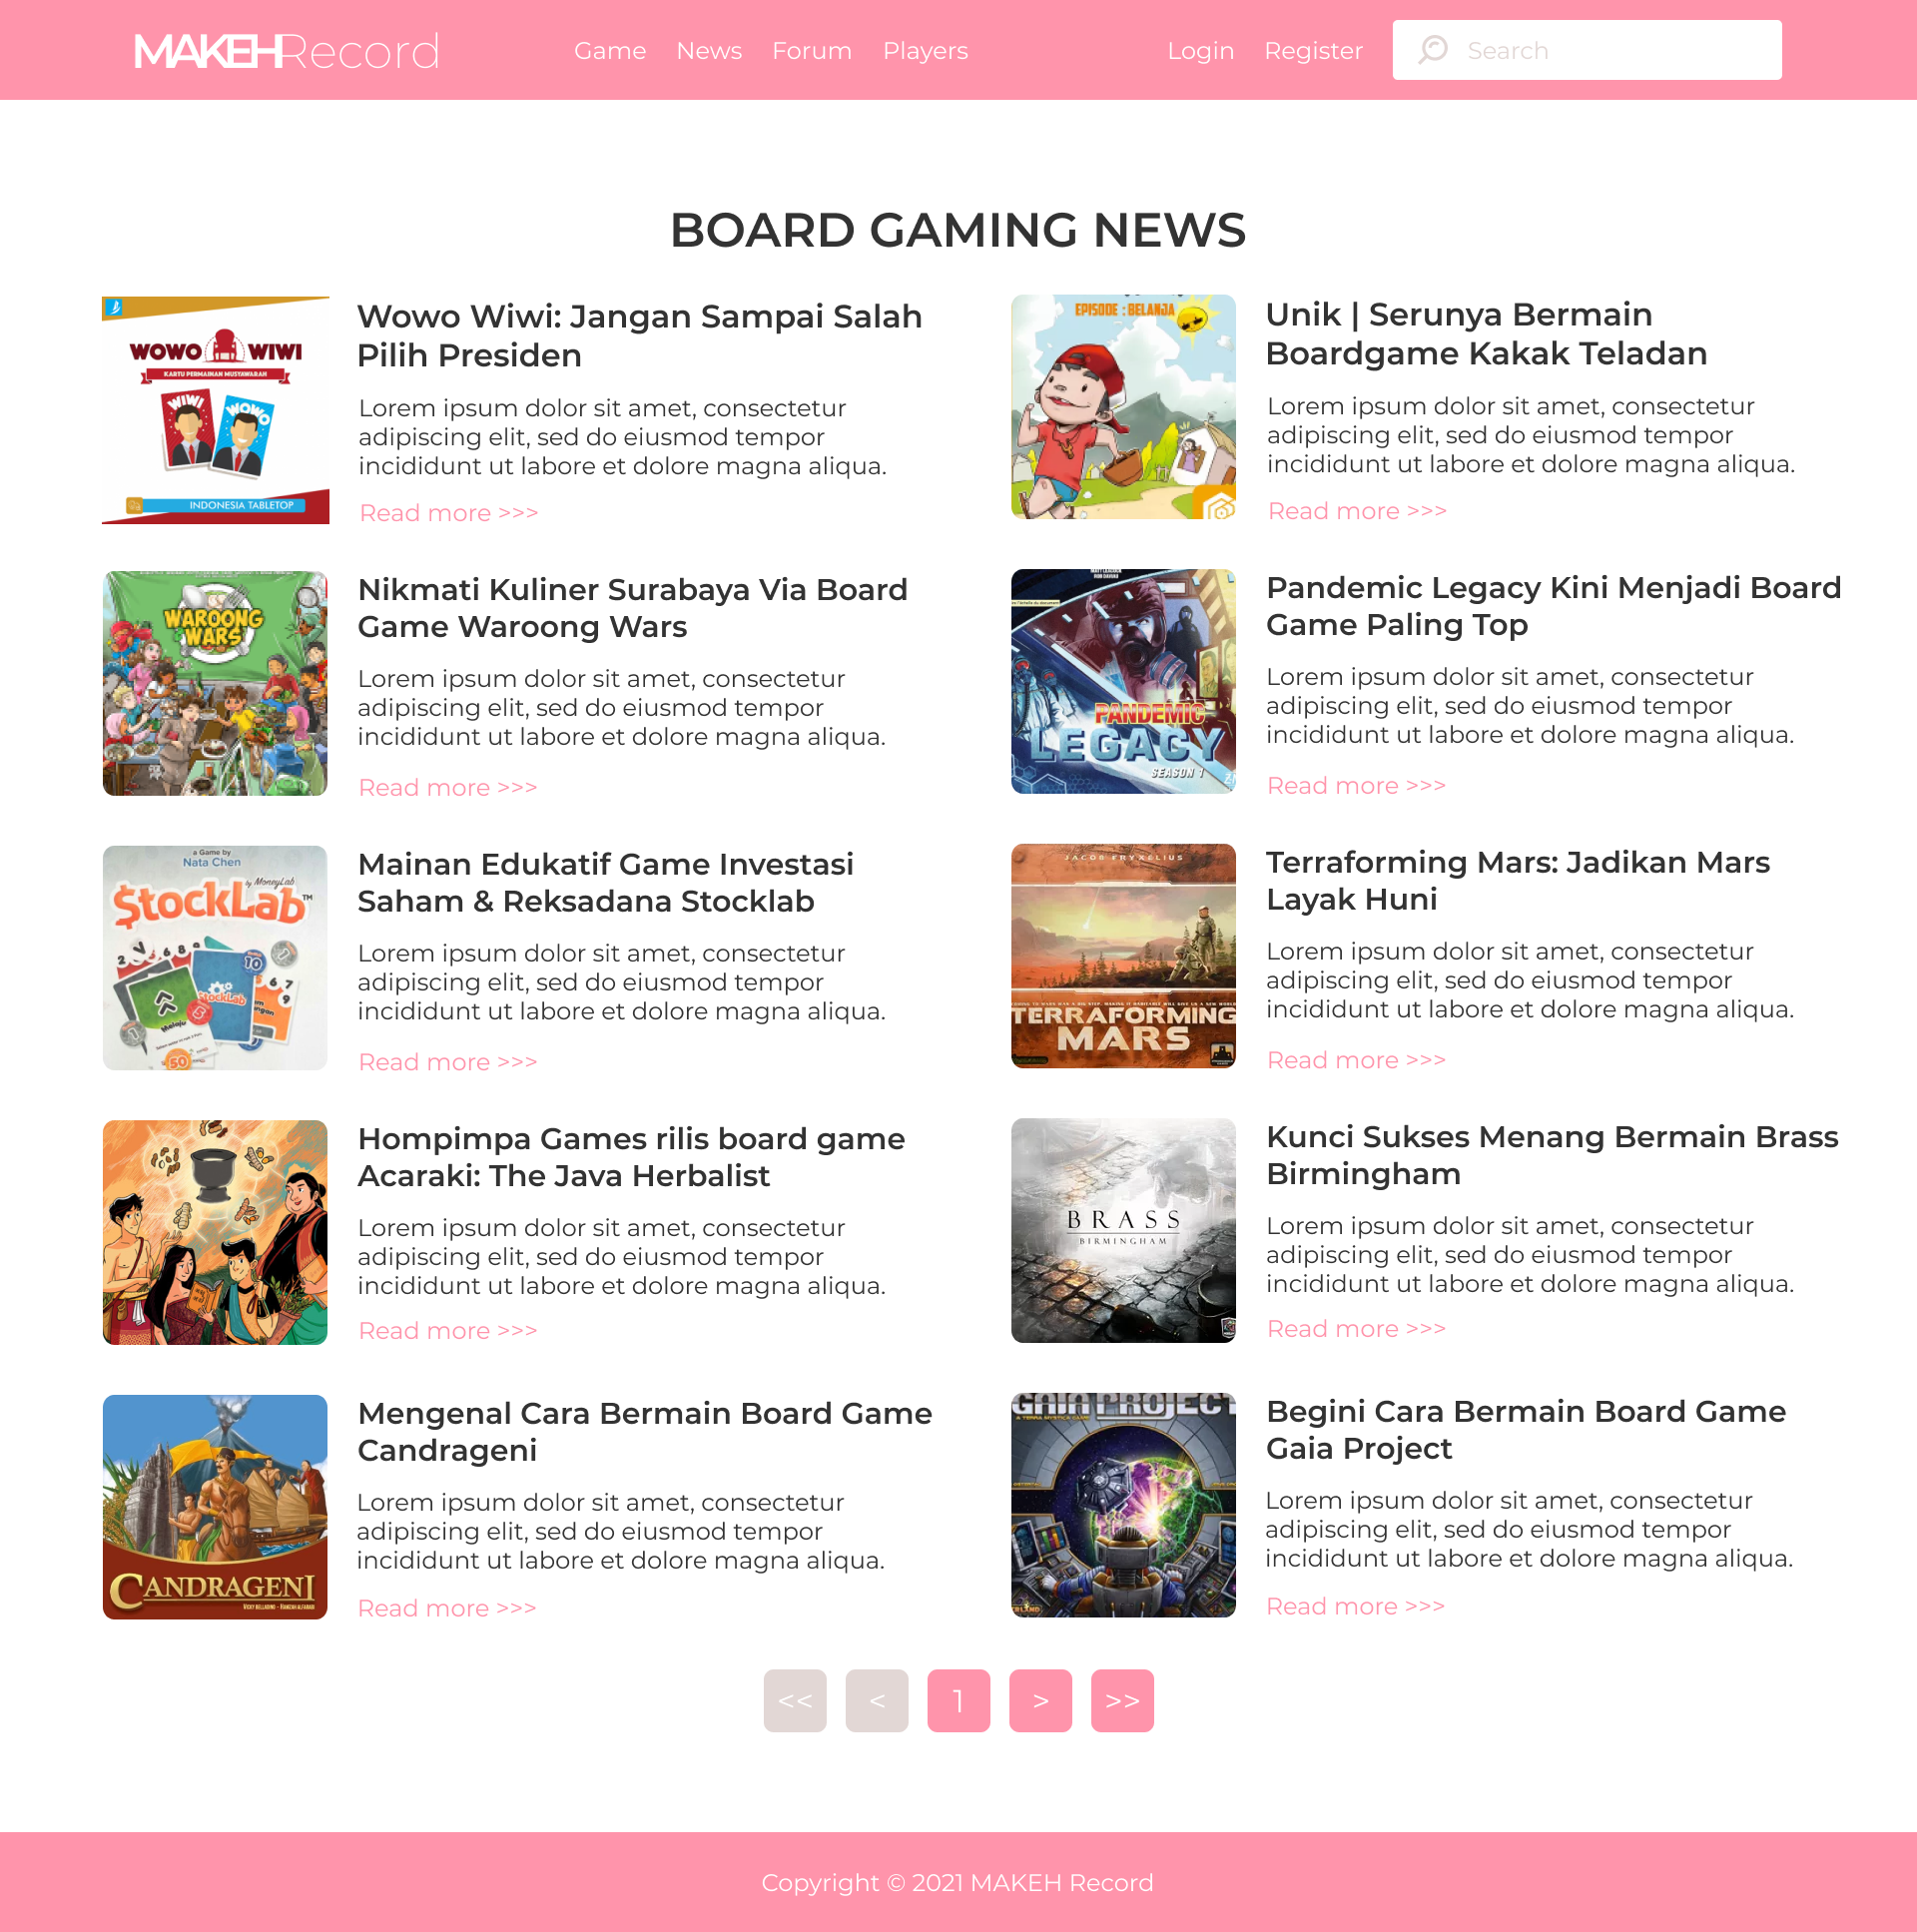 MAKEHRecord
Game News Forum Players
Login Register
Search
BOARD GAMING NEWS
WOWO WIWI
KARTU PERMAINAN MUSYAWARAH
WIWI
WOWO
INDONESIA TABLETOP
Wowo Wiwi: Jangan Sampai Salah
Pilih Presiden
Lorem ipsum dolor sit amet, consectetur
adipiscing elit, sed do eiusmod tempor
incididunt ut labore et dolore magna aliqua.
Read more >>>
EPISODE : BELANJA
Unik | Serunya Bermain
Boardgame Kakak Teladan
Lorem ipsum dolor sit amet, consectetur
adipiscing elit, sed do eiusmod tempor
incididunt ut labore et dolore magna aliqua.
Read more >>>
WAROONG
WARS
Nikmati Kuliner Surabaya Via Board
Game Waroong Wars
Lorem ipsum dolor sit amet, consectetur
adipiscing elit, sed do eiusmod tempor
incididunt ut labore et dolore magna aliqua.
Read more >>>
PANDEMIC
LEGACY
SEASON 1
Pandemic Legacy Kini Menjadi Board
Game Paling Top
Lorem ipsum dolor sit amet, consectetur
adipiscing elit, sed do eiusmod tempor
incididunt ut labore et dolore magna aliqua.
Read more >>>
a Game by
Nata Chen
by MoneyLab
$tockLab™
Mainan Edukatif Game Investasi
Saham & Reksadana Stocklab
Lorem ipsum dolor sit amet, consectetur
adipiscing elit, sed do eiusmod tempor
incididunt ut labore et dolore magna aliqua.
Read more >>>
JACOB FRYXELIUS
TERRAFORMING
MARS
Terraforming Mars: Jadikan Mars
Layak Huni
Lorem ipsum dolor sit amet, consectetur
adipiscing elit, sed do eiusmod tempor
incididunt ut labore et dolore magna aliqua.
Read more >>>
Hompimpa Games rilis board game
Acaraki: The Java Herbalist
Lorem ipsum dolor sit amet, consectetur
adipiscing elit, sed do eiusmod tempor
incididunt ut labore et dolore magna aliqua.
Read more >>>
BRASS
BIRMINGHAM
Kunci Sukses Menang Bermain Brass
Birmingham
Lorem ipsum dolor sit amet, consectetur
adipiscing elit, sed do eiusmod tempor
incididunt ut labore et dolore magna aliqua.
Read more >>>
CANDRAGENI
Mengenal Cara Bermain Board Game
Candrageni
Lorem ipsum dolor sit amet, consectetur
adipiscing elit, sed do eiusmod tempor
incididunt ut labore et dolore magna aliqua.
Read more >>>
GAIA PROJECT
A TERRA MYSTICA GAME
Begini Cara Bermain Board Game
Gaia Project
Lorem ipsum dolor sit amet, consectetur
adipiscing elit, sed do eiusmod tempor
incididunt ut labore et dolore magna aliqua.
Read more >>>
<< < 1 > >>
Copyright © 2021 MAKEH Record